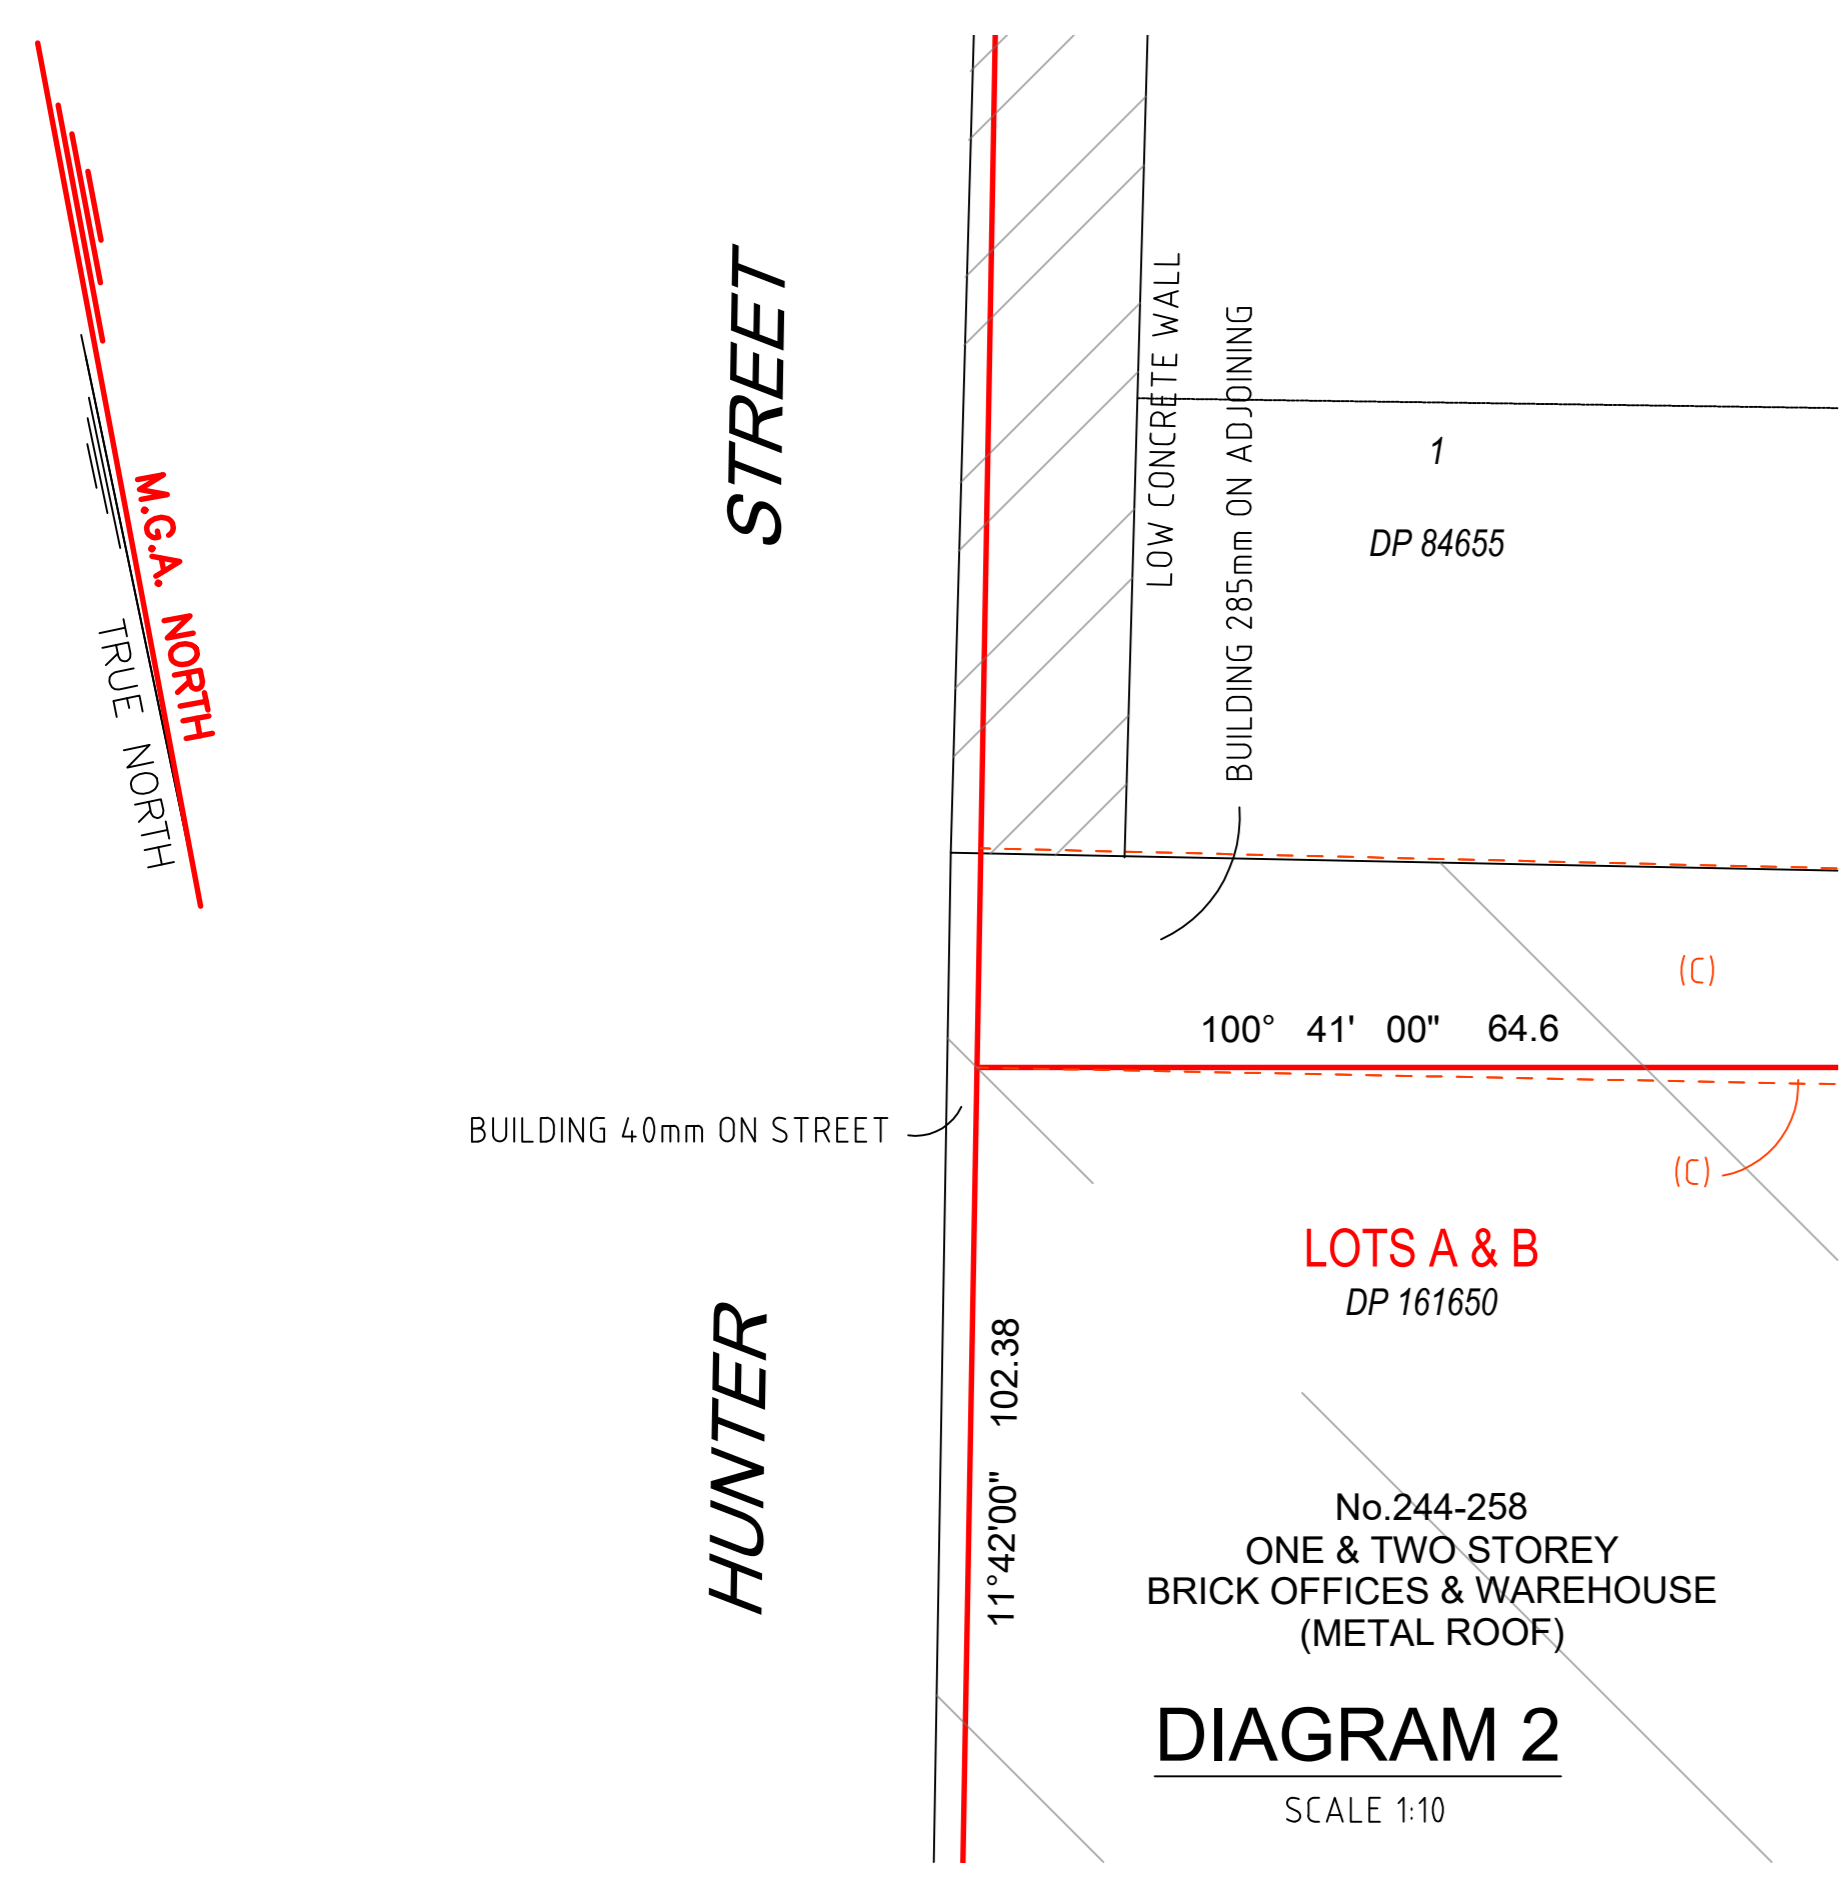 M.G.A. NORTH
TRUE NORTH
HUNTER STREET
LOW CONCRETE WALL
BUILDING 285mm ON ADJOINING
1
DP 84655
(C)
100° 41' 00" 64.6
BUILDING 40mm ON STREET
(C)
LOTS A & B
DP 161650
11°42'00" 102.38
No.244-258
ONE & TWO STOREY
BRICK OFFICES & WAREHOUSE
(METAL ROOF)
DIAGRAM 2
SCALE 1:10